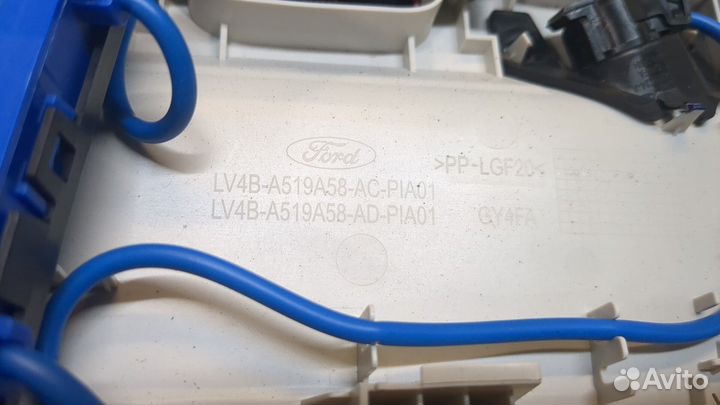 Ford
LV4B-A519A58-AC-PIA01
LV4B-A519A58-AD-PIA01
>PP-LGF20<
GY4FA
Avito